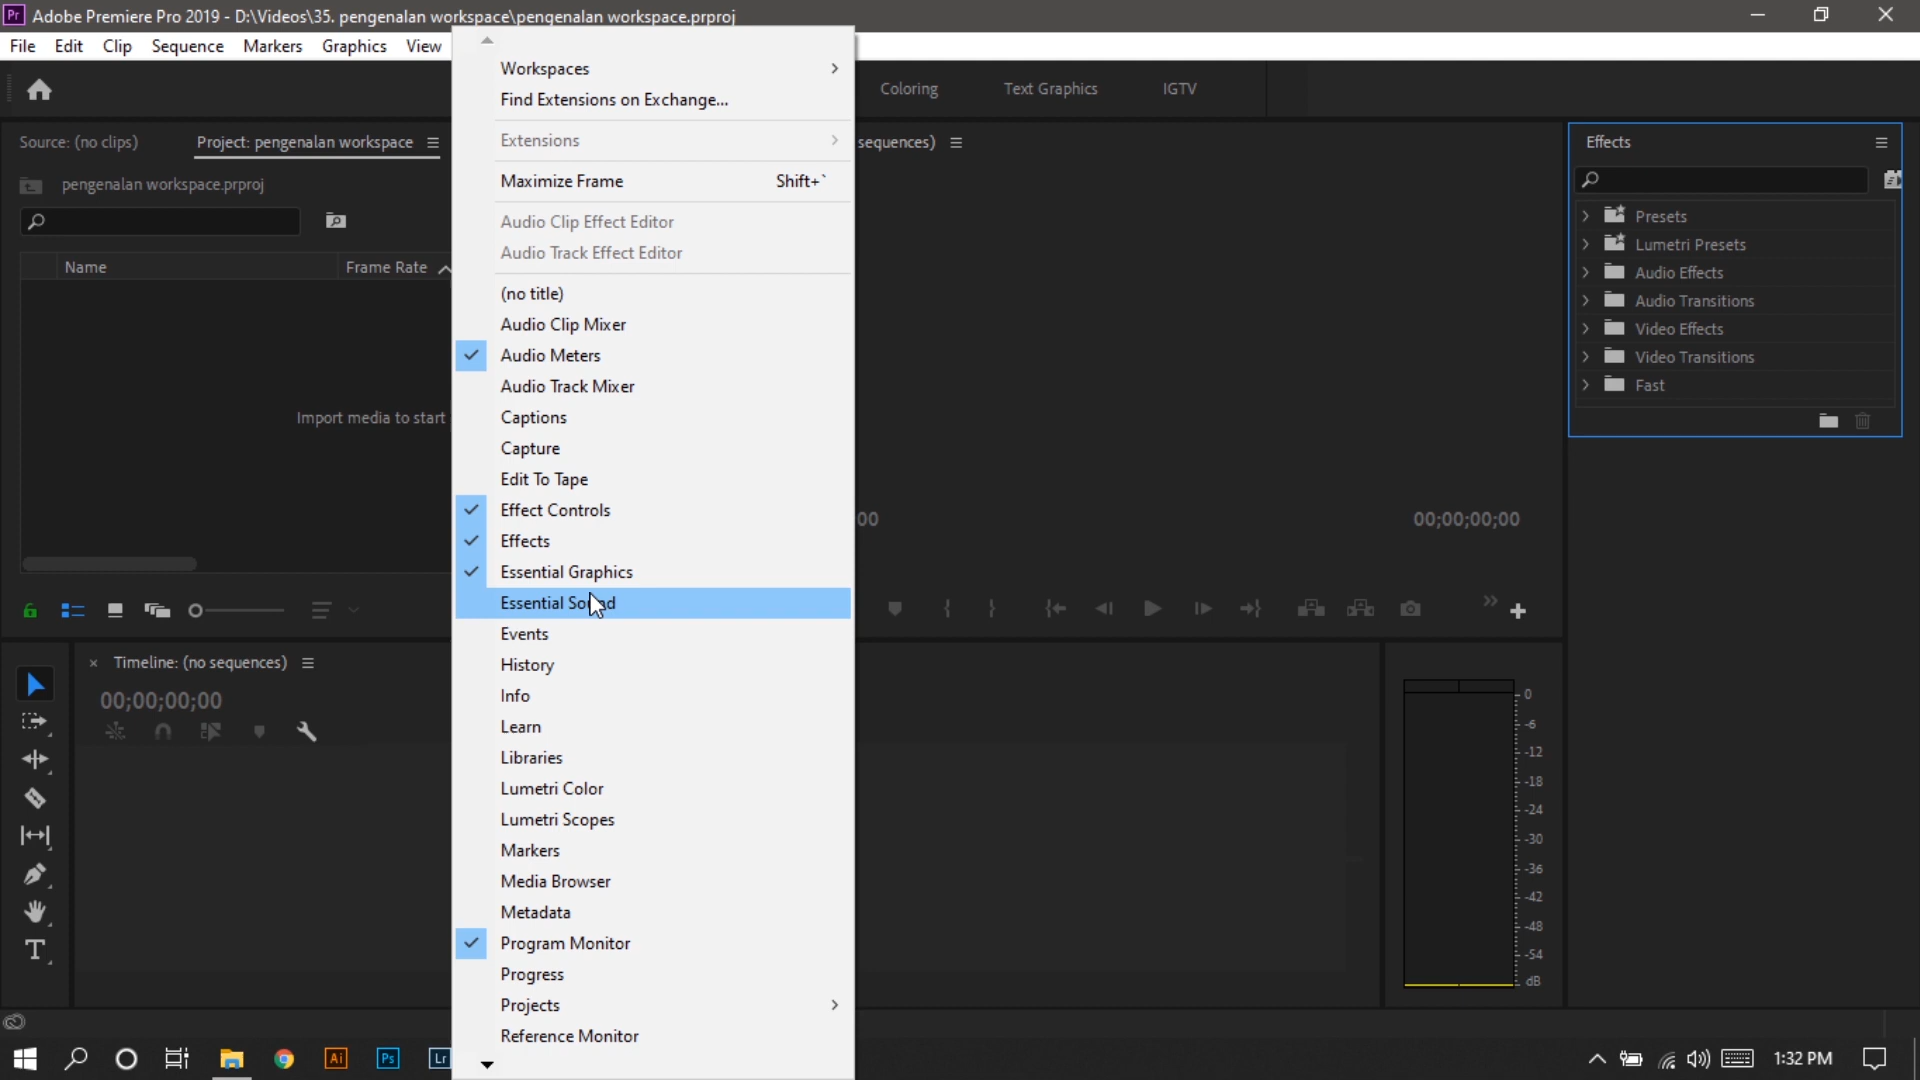 Pr Adobe Premiere Pro 2019 - D:\Videos\35. pengenalan workspace\pengenalan workspace.prproj
File Edit Clip Sequence Markers Graphics View
Coloring Text Graphics IGTV
Source: (no clips) Project: pengenalan workspace
sequences)
Effects
pengenalan workspace.prproj
Name Frame Rate
Import media to start
Workspaces
Find Extensions on Exchange...
Extensions
Maximize Frame Shift+`
Audio Clip Effect Editor
Audio Track Effect Editor
(no title)
Audio Clip Mixer
Audio Meters
Audio Track Mixer
Captions
Capture
Edit To Tape
Effect Controls
Effects
Essential Graphics
Essential Sound
Events
History
Info
Learn
Libraries
Lumetri Color
Lumetri Scopes
Markers
Media Browser
Metadata
Program Monitor
Progress
Projects
Reference Monitor
Presets
Lumetri Presets
Audio Effects
Audio Transitions
Video Effects
Video Transitions
Fast
00 00;00;00;00
Timeline: (no sequences)
00;00;00;00
0
-6
-12
-18
-24
-30
-36
-42
-48
-54
dB
Ai Ps Lr
1:32 PM